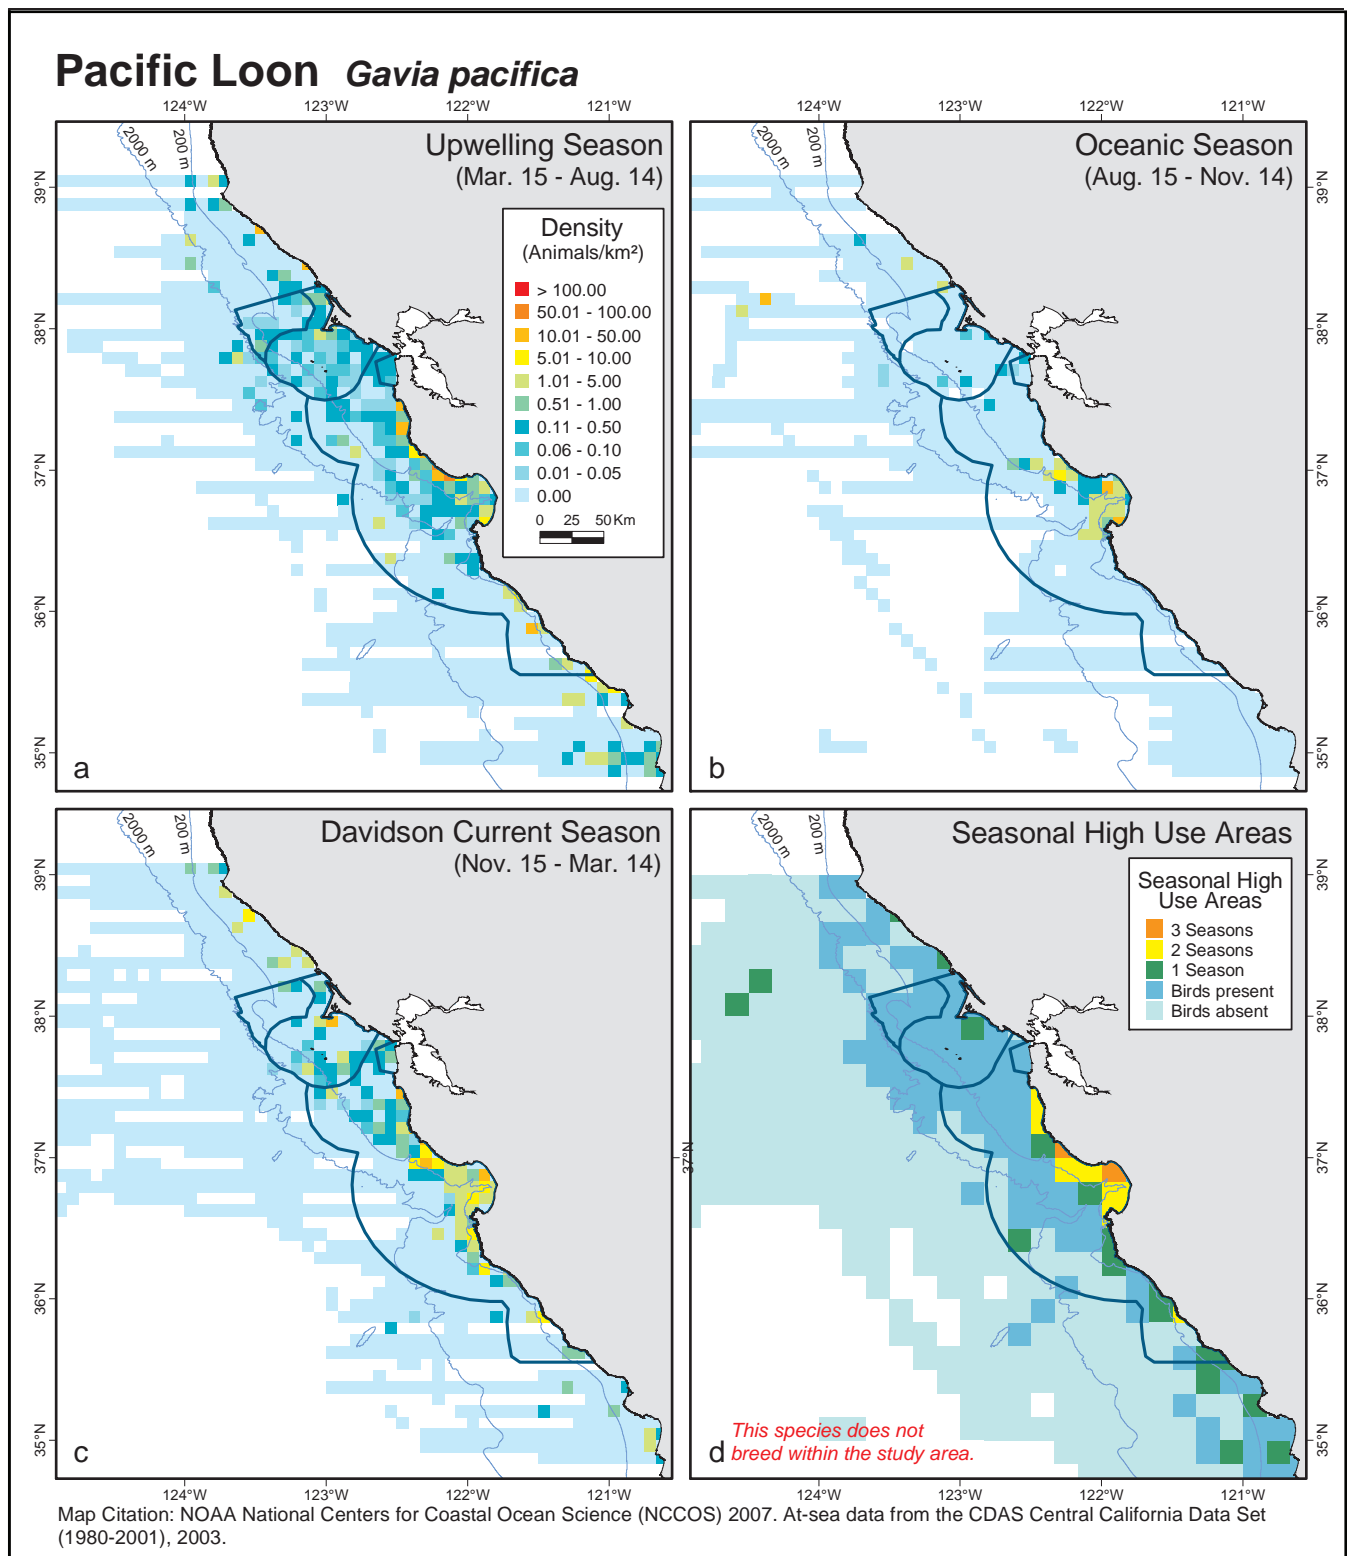 Pacific Loon Gavia pacifica
124°W 123°W 122°W 121°W
124°W 123°W 122°W 121°W
2000 m
200 m
Upwelling Season
(Mar. 15 - Aug. 14)
39°N
38°N
37°N
36°N
35°N
Density
(Animals/km²)
> 100.00
50.01 - 100.00
10.01 - 50.00
5.01 - 10.00
1.01 - 5.00
0.51 - 1.00
0.11 - 0.50
0.06 - 0.10
0.01 - 0.05
0.00
0 25 50 Km
a
2000 m
200 m
Oceanic Season
(Aug. 15 - Nov. 14)
39°N
38°N
37°N
36°N
35°N
b
2000 m
200 m
Davidson Current Season
(Nov. 15 - Mar. 14)
39°N
38°N
37°N
36°N
35°N
c
2000 m
200 m
Seasonal High Use Areas
Seasonal High
Use Areas
3 Seasons
2 Seasons
1 Season
Birds present
Birds absent
39°N
38°N
37°N
37°N
36°N
35°N
This species does not
breed within the study area.
d
124°W 123°W 122°W 121°W
124°W 123°W 122°W 121°W
Map Citation: NOAA National Centers for Coastal Ocean Science (NCCOS) 2007. At-sea data from the CDAS Central California Data Set
(1980-2001), 2003.